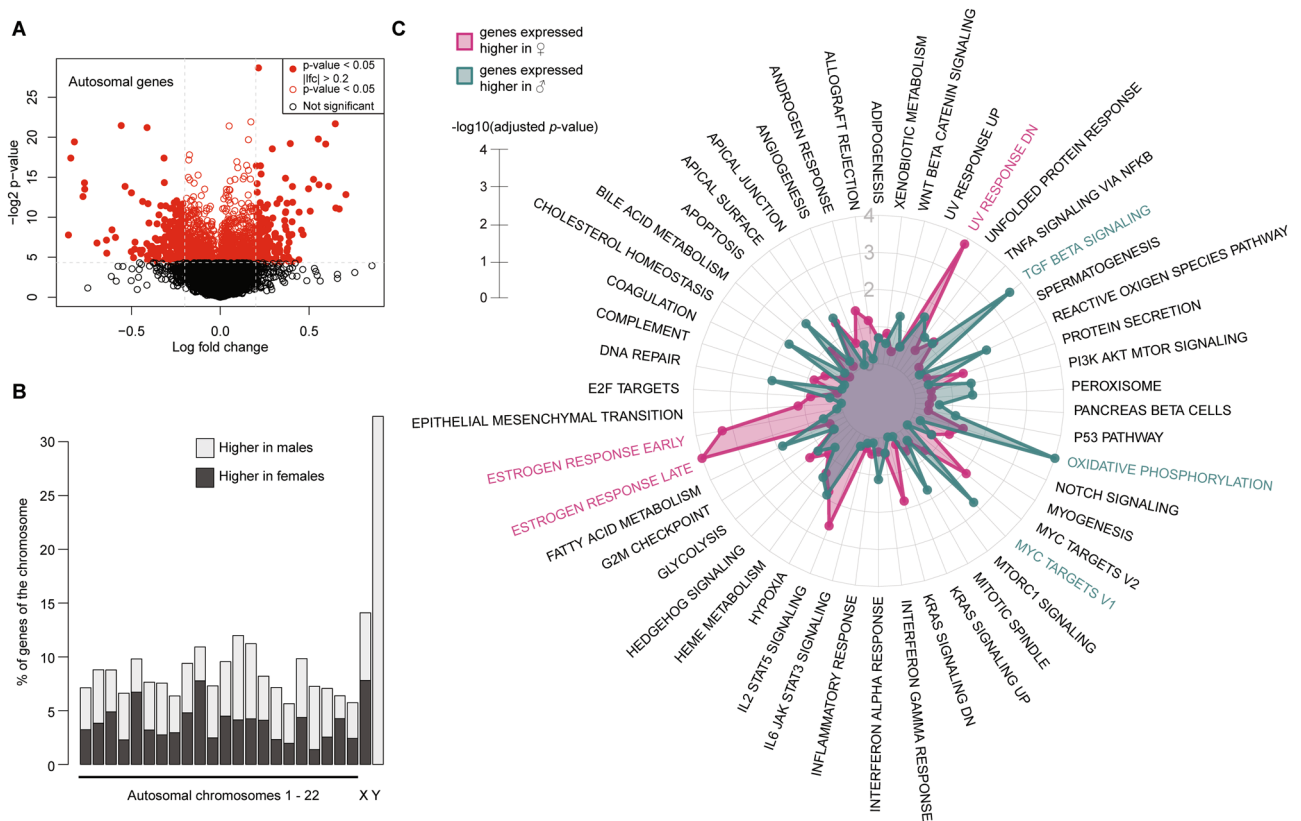 A
Autosomal genes
p-value < 0.05
|lfc| > 0.2
p-value < 0.05
Not significant
−log2 p-value
25
20
15
10
5
0
−0.5
0.0
0.5
Log fold change
B
% of genes of the chromosome
30
25
20
15
10
5
0
Higher in males
Higher in females
Autosomal chromosomes 1 - 22
X Y
C
genes expressed
higher in ♀
genes expressed
higher in ♂
-log10(adjusted p-value)
4
3
2
1
0
4
3
2
1
ADIPOGENESIS
XENOBIOTIC METABOLISM
WNT BETA CATENIN SIGNALING
UV RESPONSE UP
UV RESPONSE DN
UNFOLDED PROTEIN RESPONSE
TNFA SIGNALING VIA NFKB
TGF BETA SIGNALING
SPERMATOGENESIS
REACTIVE OXIGEN SPECIES PATHWAY
PROTEIN SECRETION
PI3K AKT MTOR SIGNALING
PEROXISOME
PANCREAS BETA CELLS
P53 PATHWAY
OXIDATIVE PHOSPHORYLATION
NOTCH SIGNALING
MYOGENESIS
MYC TARGETS V2
MYC TARGETS V1
MTORC1 SIGNALING
MITOTIC SPINDLE
KRAS SIGNALING UP
KRAS SIGNALING DN
INTERFERON GAMMA RESPONSE
INTERFERON ALPHA RESPONSE
INFLAMMATORY RESPONSE
IL6 JAK STAT3 SIGNALING
IL2 STAT5 SIGNALING
HYPOXIA
HEME METABOLISM
HEDGEHOG SIGNALING
GLYCOLYSIS
G2M CHECKPOINT
FATTY ACID METABOLISM
ESTROGEN RESPONSE LATE
ESTROGEN RESPONSE EARLY
EPITHELIAL MESENCHYMAL TRANSITION
E2F TARGETS
DNA REPAIR
COMPLEMENT
COAGULATION
CHOLESTEROL HOMEOSTASIS
BILE ACID METABOLISM
APOPTOSIS
APICAL SURFACE
APICAL JUNCTION
ANGIOGENESIS
ANDROGEN RESPONSE
ALLOGRAFT REJECTION